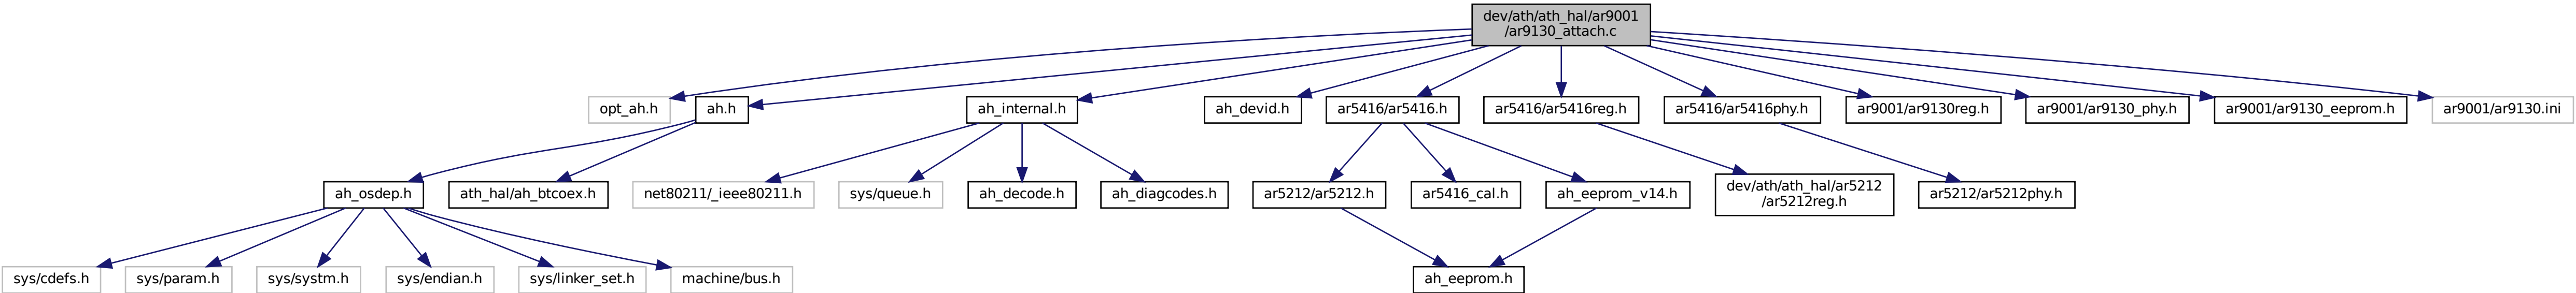 dev/ath/ath_hal/ar9001
/ar9130_attach.c
opt_ah.h
ah.h
ah_internal.h
ah_devid.h
ar5416/ar5416.h
ar5416/ar5416reg.h
ar5416/ar5416phy.h
ar9001/ar9130reg.h
ar9001/ar9130_phy.h
ar9001/ar9130_eeprom.h
ar9001/ar9130.ini
ah_osdep.h
ath_hal/ah_btcoex.h
net80211/_ieee80211.h
sys/queue.h
ah_decode.h
ah_diagcodes.h
ar5212/ar5212.h
ar5416_cal.h
ah_eeprom_v14.h
dev/ath/ath_hal/ar5212
/ar5212reg.h
ar5212/ar5212phy.h
sys/cdefs.h
sys/param.h
sys/systm.h
sys/endian.h
sys/linker_set.h
machine/bus.h
ah_eeprom.h